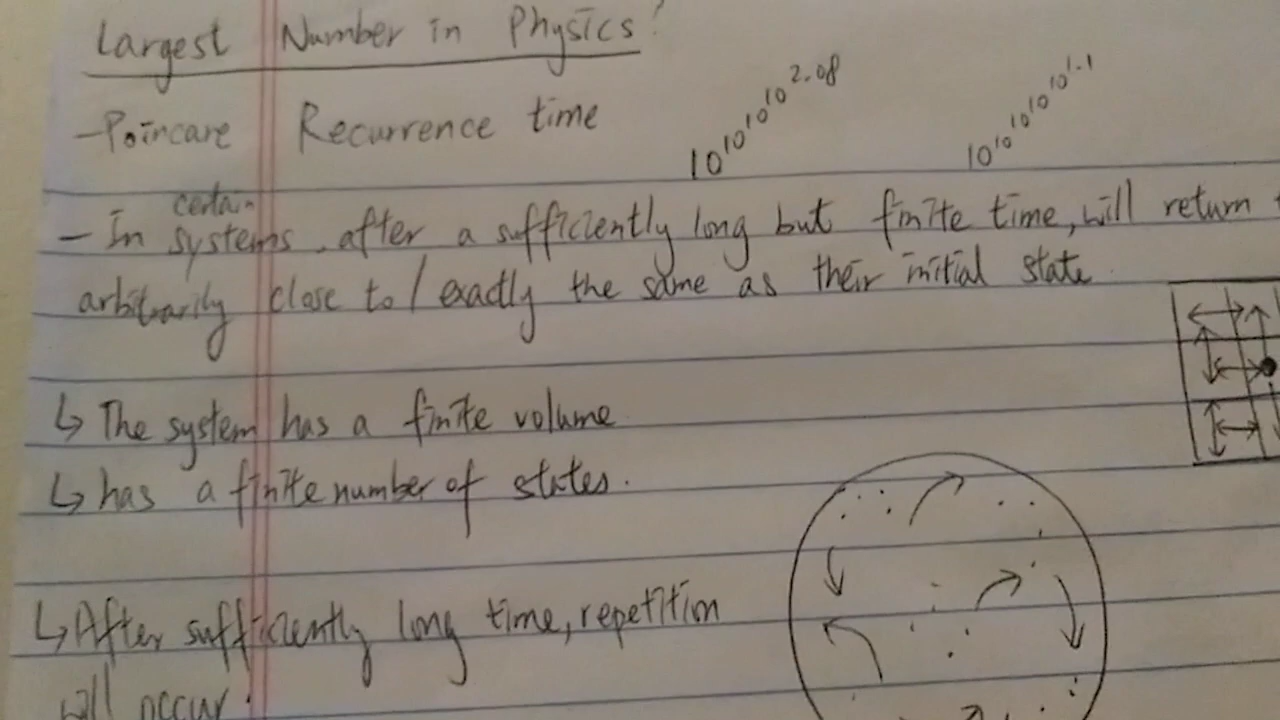 Largest Number in Physics?
- Poincare Recurrence time 10^10^10^10^2.08 10^10^10^10^10^1.1
- In certain systems, after a sufficiently long but finite time, will return
arbitrarily close to / exactly the same as their initial state.
↳ The system has a finite volume
↳ has a finite number of states.
↳ After sufficiently long time, repetition
will occur.